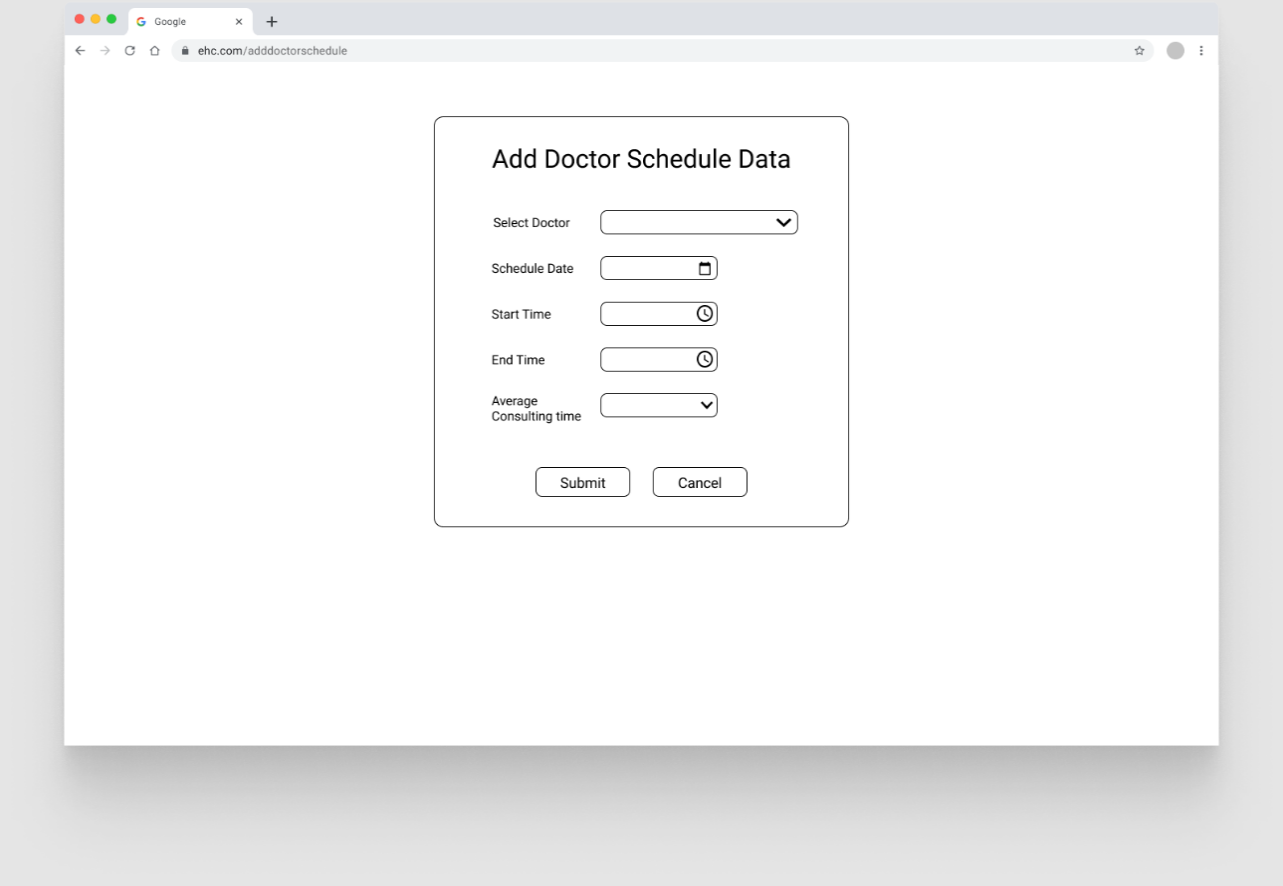 Google
ehc.com/adddoctorschedule
Add Doctor Schedule Data
Select Doctor
Schedule Date
Start Time
End Time
Average
Consulting time
Submit
Cancel